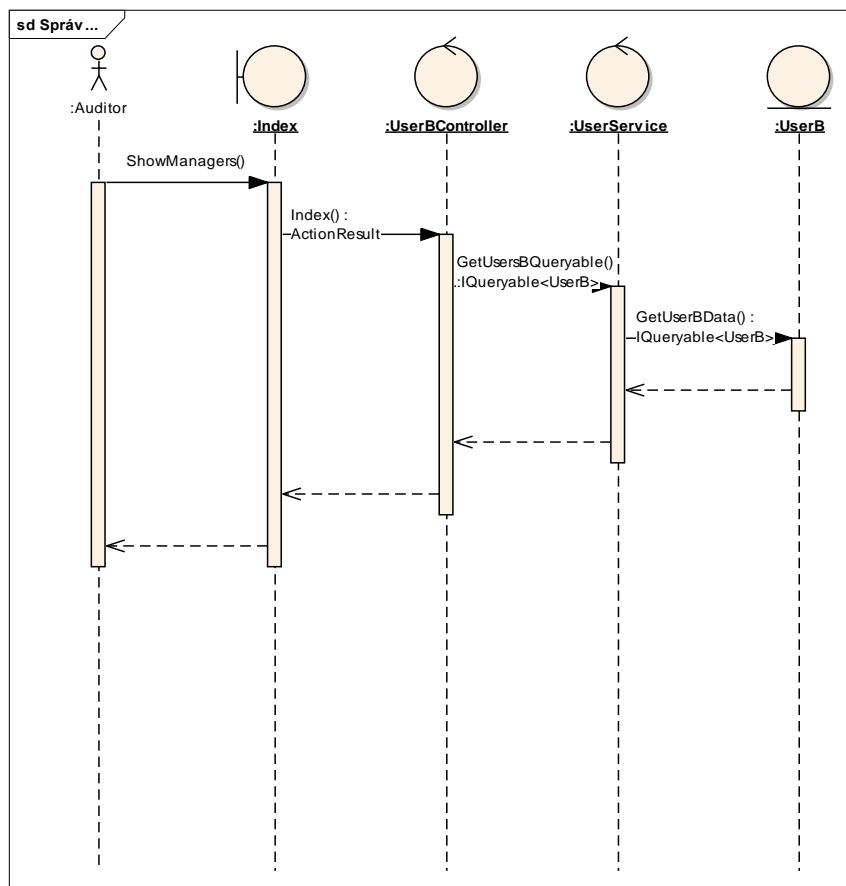 sd Správ...
:Auditor
:Index
:UserBController
:UserService
:UserB
ShowManagers()
Index() :
ActionResult
GetUsersBQueryable()
:IQueryable<UserB>
GetUserBData() :
IQueryable<UserB>